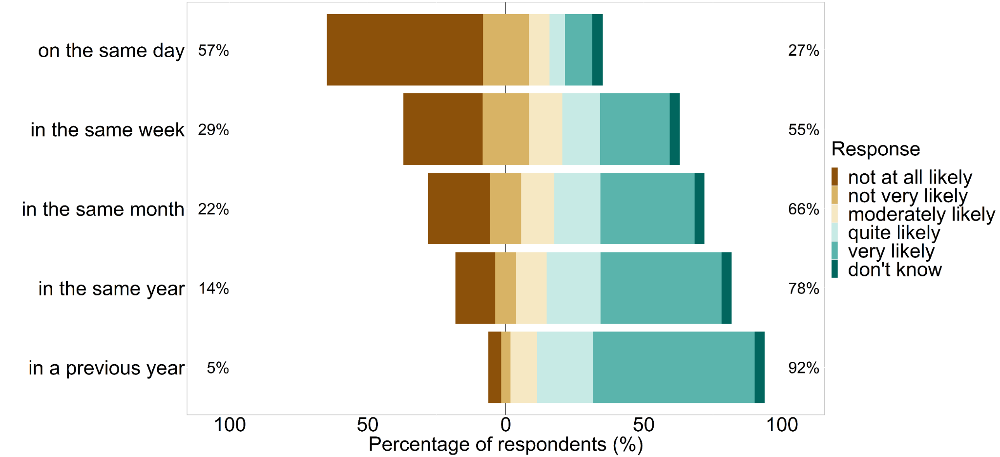 on the same day 57% 27%
in the same week 29% 55%
in the same month 22% 66%
in the same year 14% 78%
in a previous year 5% 92%
100 50 0 50 100
Percentage of respondents (%)
Response
not at all likely
not very likely
moderately likely
quite likely
very likely
don't know